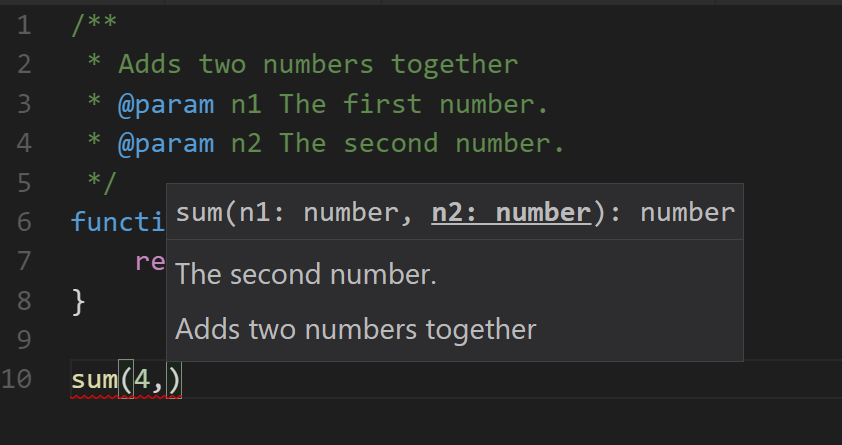 1 /**
2  * Adds two numbers together
3  * @param n1 The first number.
4  * @param n2 The second number.
5  */
6 functi
sum(n1: number, n2: number): number
7     re
The second number.
8 }
Adds two numbers together
9
10 sum(4,)